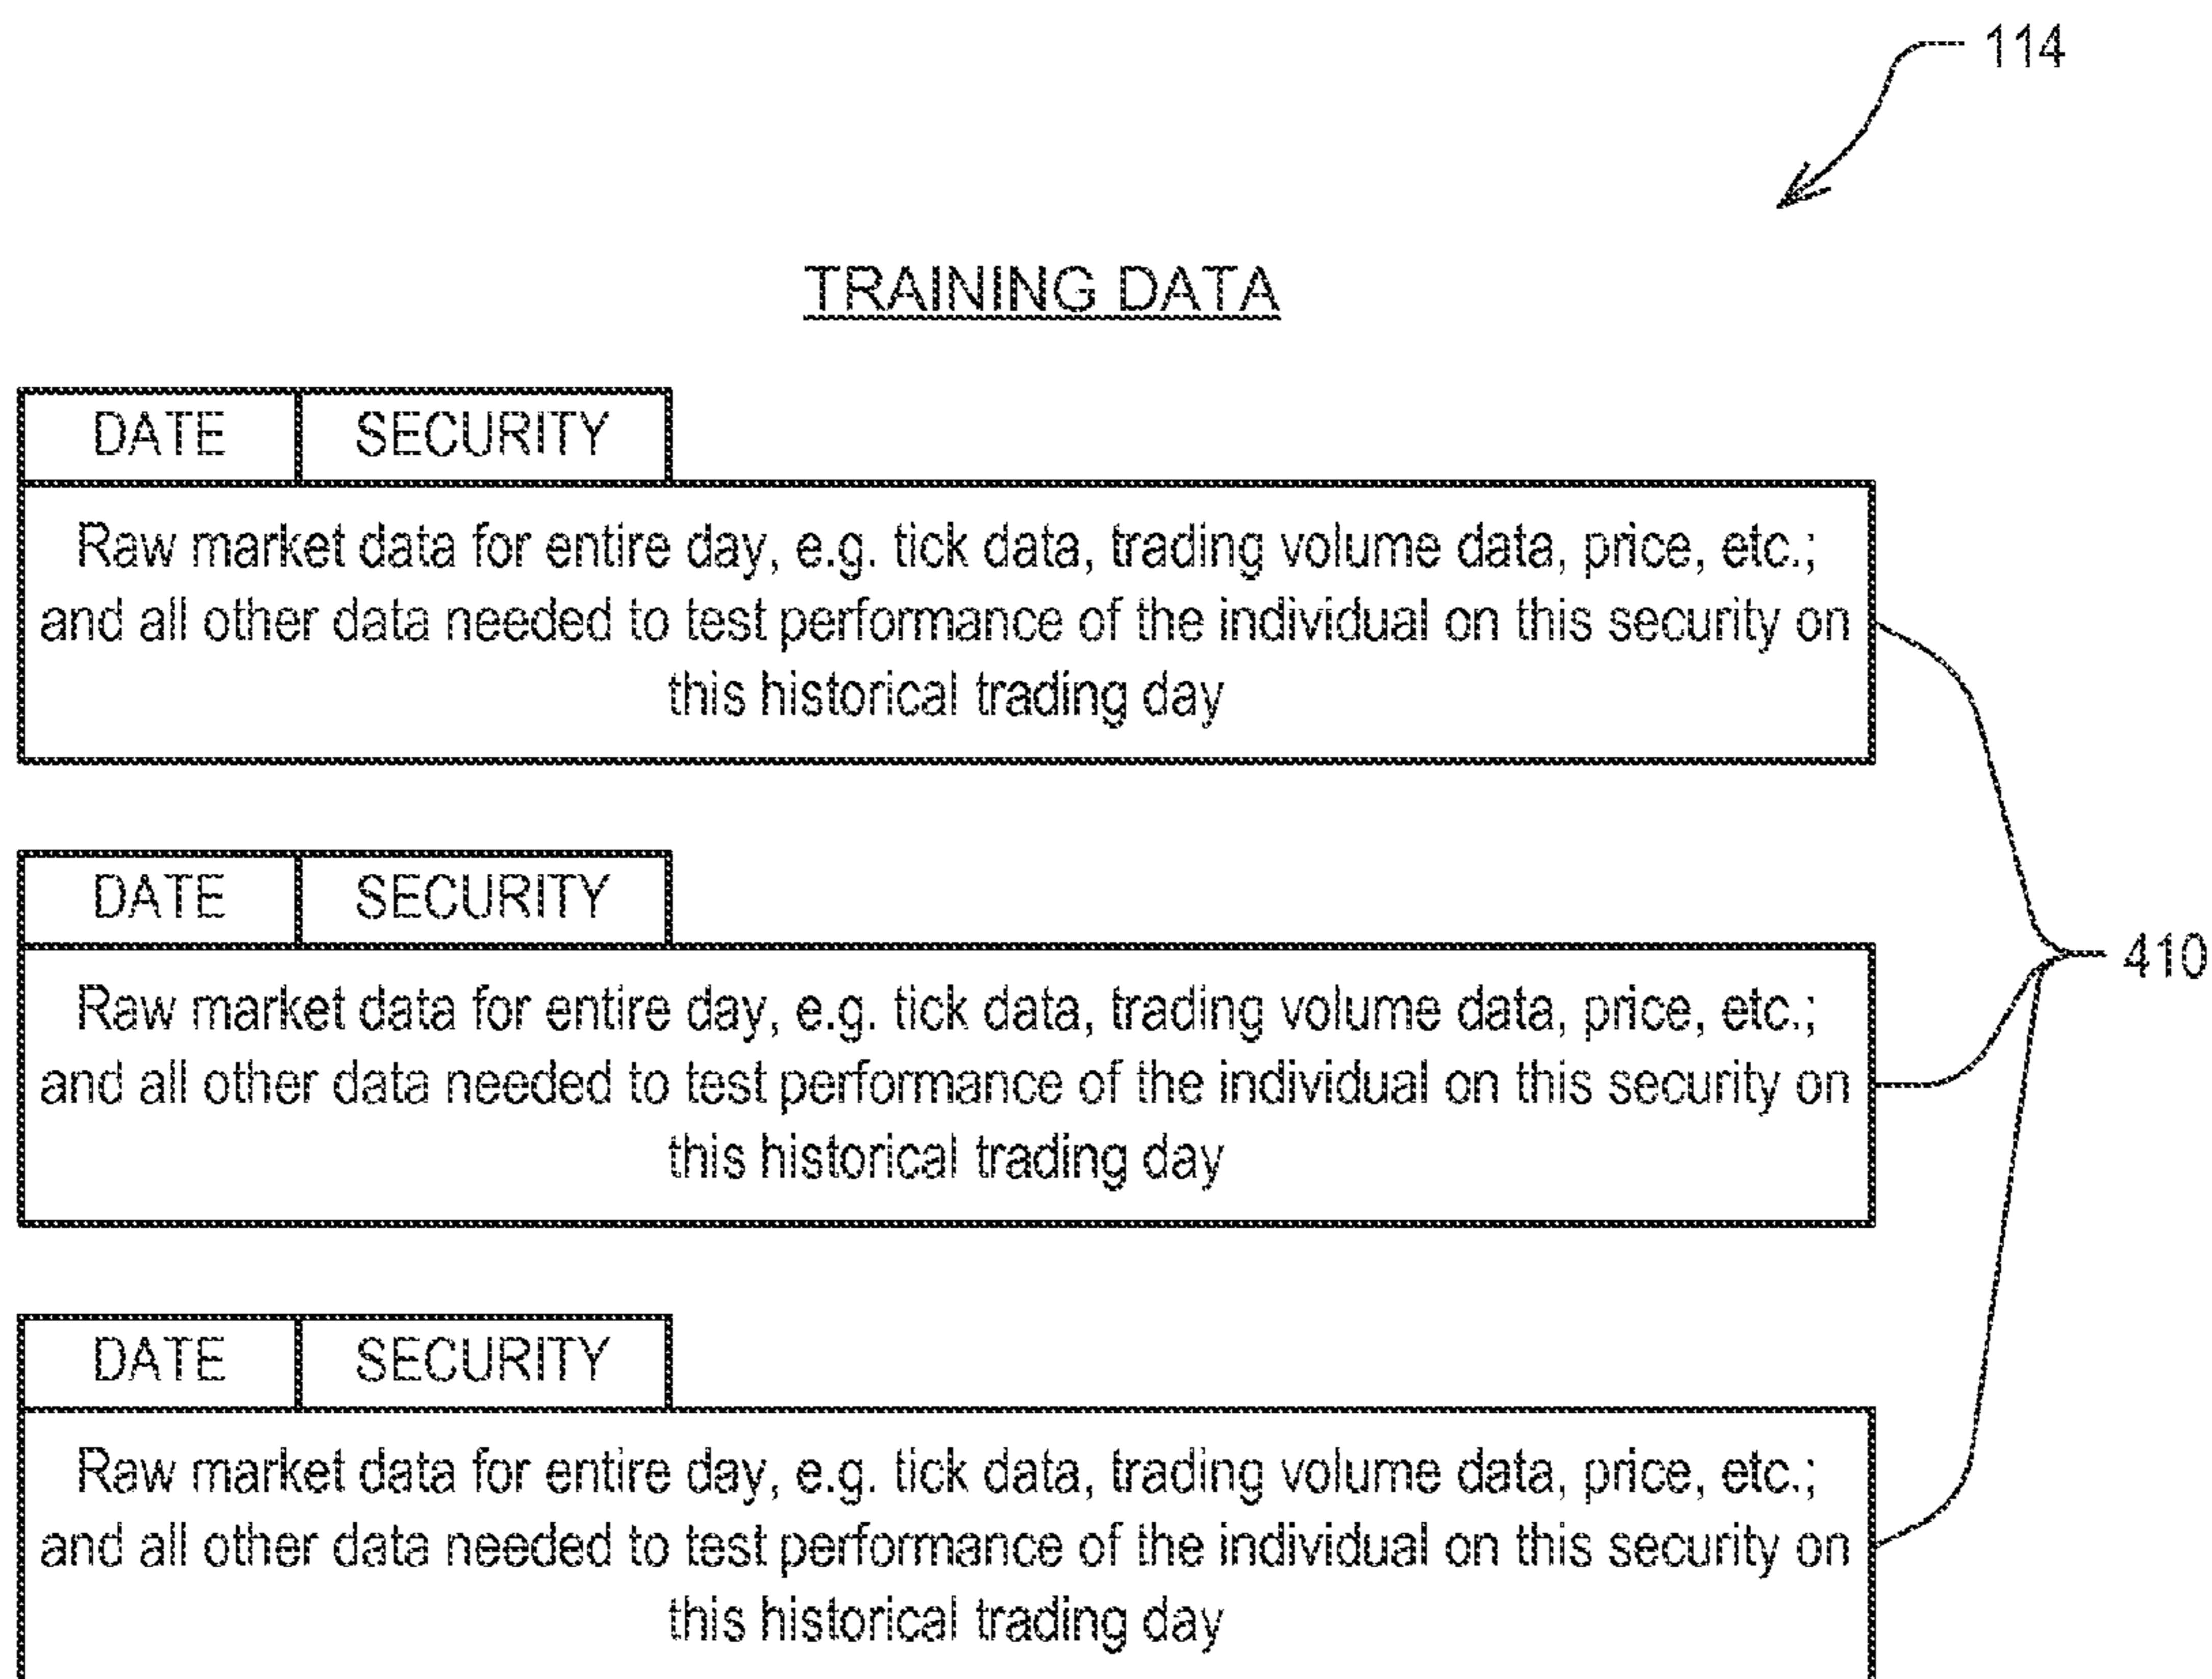 114
TRAINING DATA
DATE SECURITY
Raw market data for entire day, e.g. tick data, trading volume data, price, etc.;
and all other data needed to test performance of the individual on this security on
this historical trading day
DATE SECURITY
410
Raw market data for entire day, e.g. tick data, trading volume data, price, etc.;
and all other data needed to test performance of the individual on this security on
this historical trading day
DATE SECURITY
Raw market data for entire day, e.g. tick data, trading volume data, price, etc.;
and all other data needed to test performance of the individual on this security on
this historical trading day